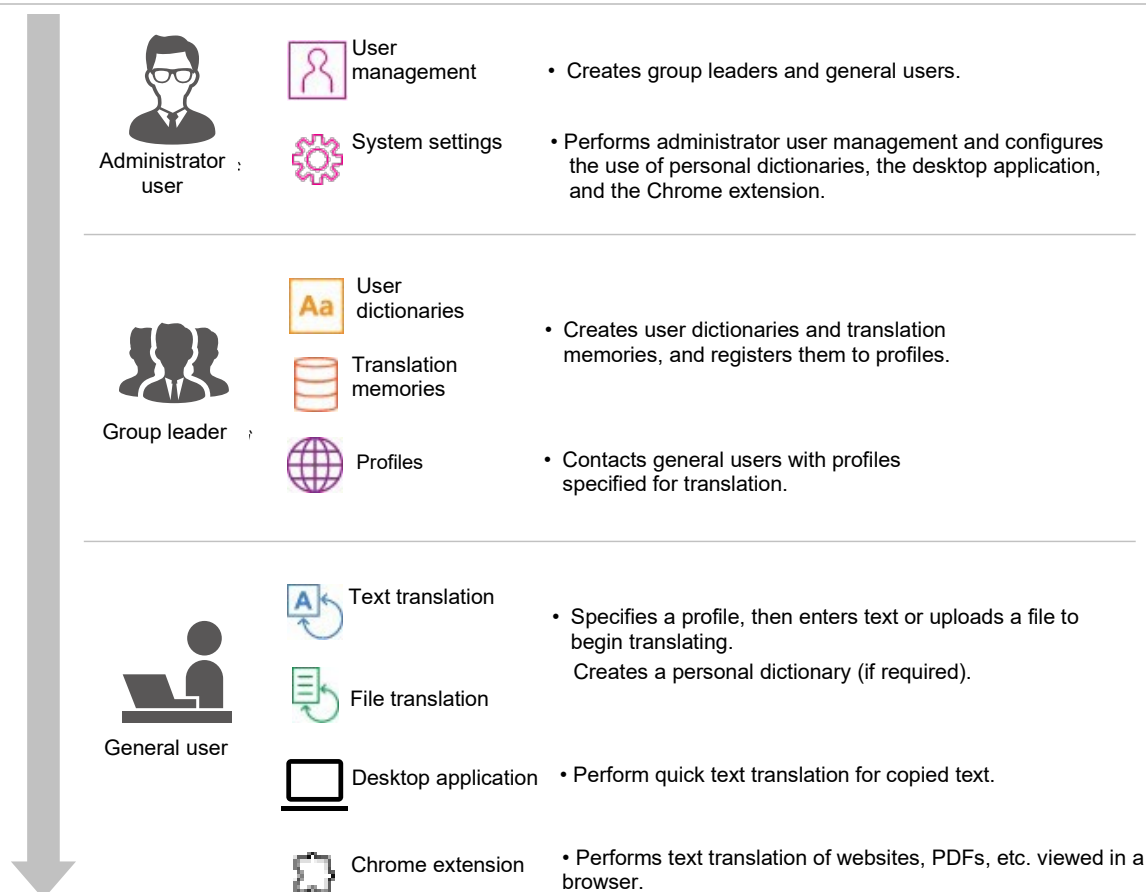 User
management
• Creates group leaders and general users.
System settings
• Performs administrator user management and configures
the use of personal dictionaries, the desktop application,
and the Chrome extension.
Administrator
user
User
dictionaries
Aa
• Creates user dictionaries and translation
memories, and registers them to profiles.
Translation
memories
Group leader
Profiles
• Contacts general users with profiles
specified for translation.
A
Text translation
• Specifies a profile, then enters text or uploads a file to
begin translating.
Creates a personal dictionary (if required).
File translation
General user
Desktop application
• Perform quick text translation for copied text.
Chrome extension
• Performs text translation of websites, PDFs, etc. viewed in a
browser.